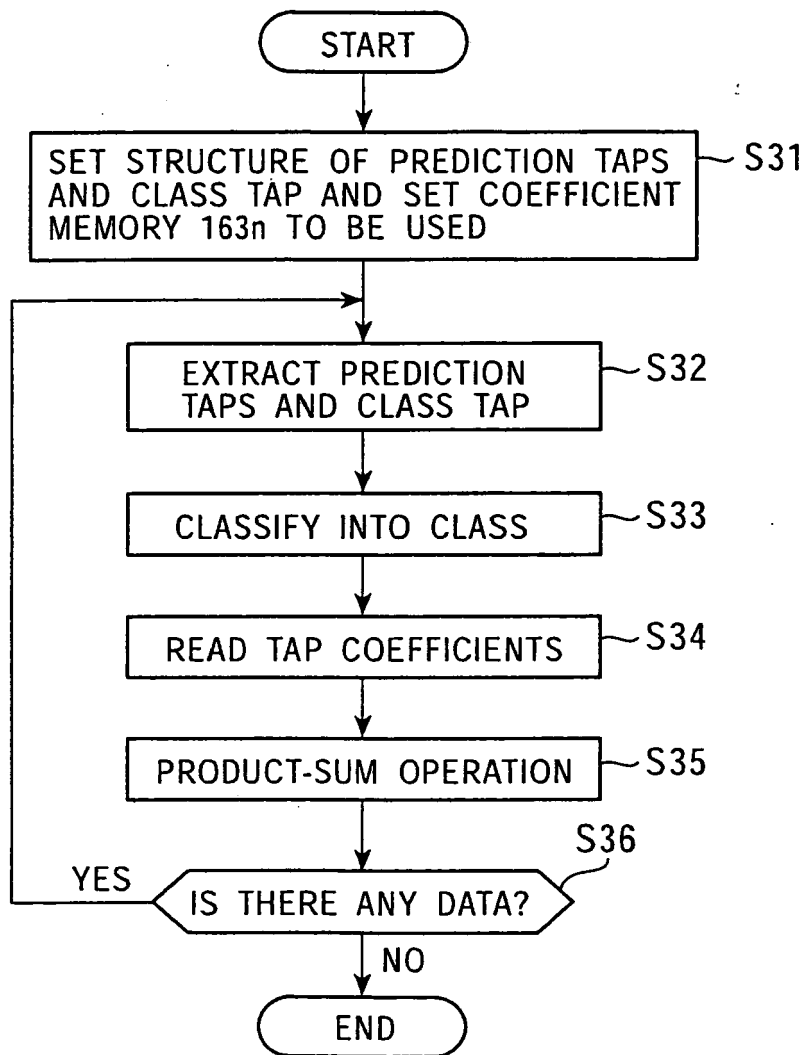 START
SET STRUCTURE OF PREDICTION TAPS
AND CLASS TAP AND SET COEFFICIENT
MEMORY 163n TO BE USED
S31
EXTRACT PREDICTION
TAPS AND CLASS TAP
S32
CLASSIFY INTO CLASS
S33
READ TAP COEFFICIENTS
S34
PRODUCT-SUM OPERATION
S35
S36
YES
IS THERE ANY DATA?
NO
END